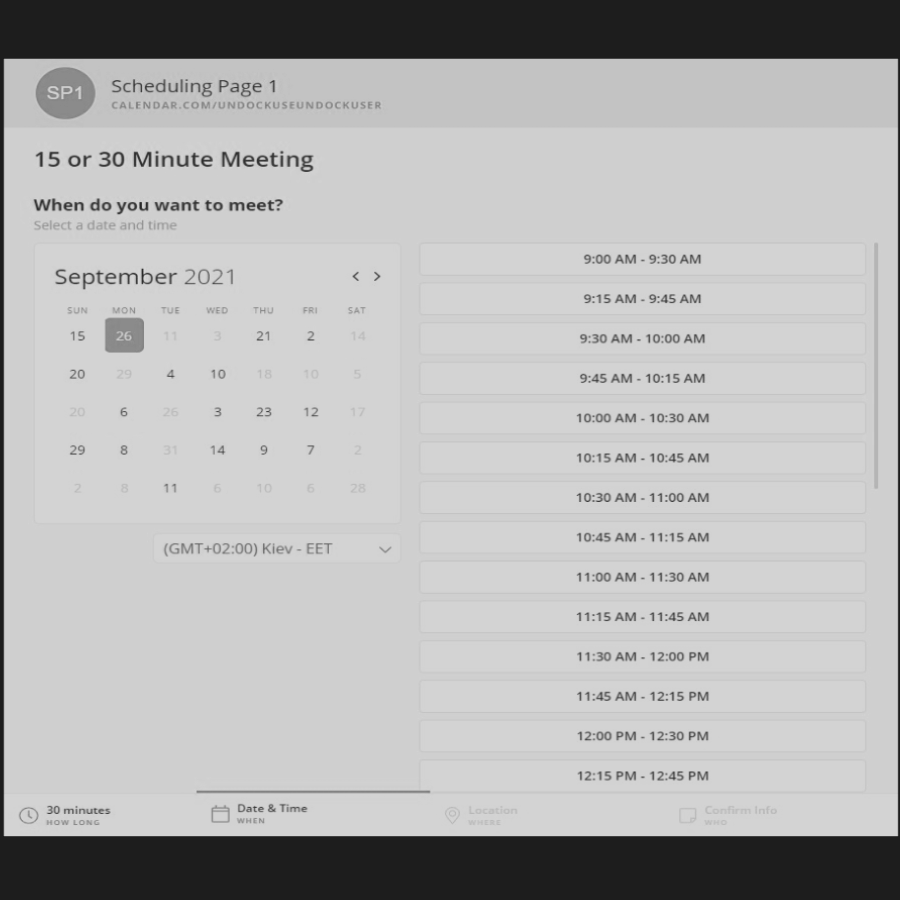 SP1
Scheduling Page 1
CALENDAR.COM/UNDOCKUSEUNDOCKUSER
15 or 30 Minute Meeting
When do you want to meet?
Select a date and time
September 2021 < >
SUN MON TUE WED THU FRI SAT
15 26 11 3 21 2 14
20 29 4 10 18 10 5
20 6 26 3 23 12 17
29 8 31 14 9 7 2
2 8 11 6 10 6 28
(GMT+02:00) Kiev - EET
9:00 AM - 9:30 AM
9:15 AM - 9:45 AM
9:30 AM - 10:00 AM
9:45 AM - 10:15 AM
10:00 AM - 10:30 AM
10:15 AM - 10:45 AM
10:30 AM - 11:00 AM
10:45 AM - 11:15 AM
11:00 AM - 11:30 AM
11:15 AM - 11:45 AM
11:30 AM - 12:00 PM
11:45 AM - 12:15 PM
12:00 PM - 12:30 PM
12:15 PM - 12:45 PM
30 minutes
HOW LONG
Date & Time
WHEN
Location
WHERE
Confirm Info
WHO